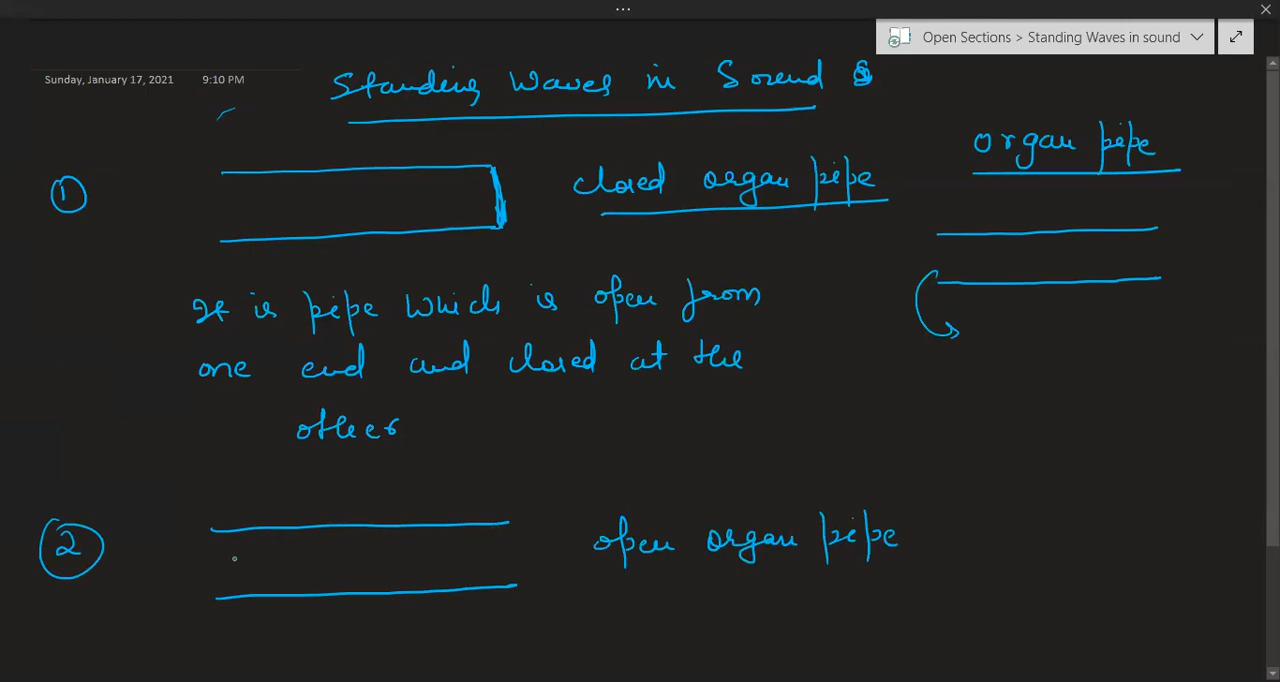 Open Sections > Standing Waves in sound
Sunday, January 17, 2021 9:10 PM
Standing Waves in Sound
organ pipe
1 closed organ pipe
It is pipe which is open from
one end and closed at the
other
2 open organ pipe